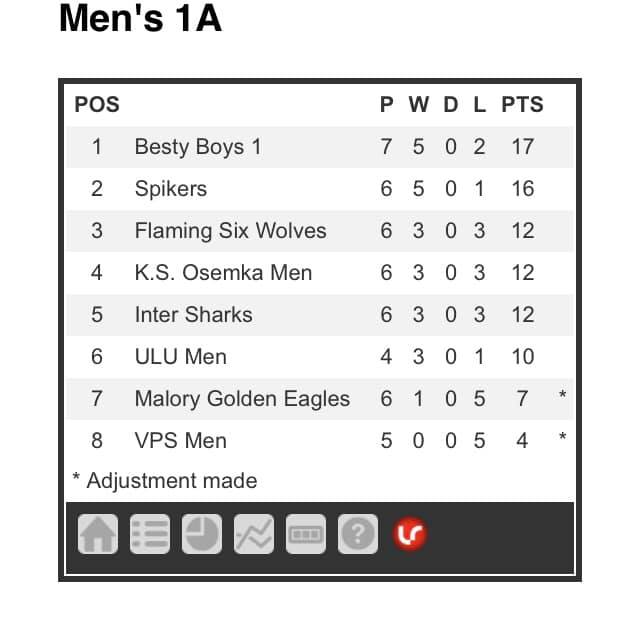 Men's 1A
POS P W D L PTS
1 Besty Boys 1 7 5 0 2 17
2 Spikers 6 5 0 1 16
3 Flaming Six Wolves 6 3 0 3 12
4 K.S. Osemka Men 6 3 0 3 12
5 Inter Sharks 6 3 0 3 12
6 ULU Men 4 3 0 1 10
7 Malory Golden Eagles 6 1 0 5 7 *
8 VPS Men 5 0 0 5 4 *
* Adjustment made
? LR